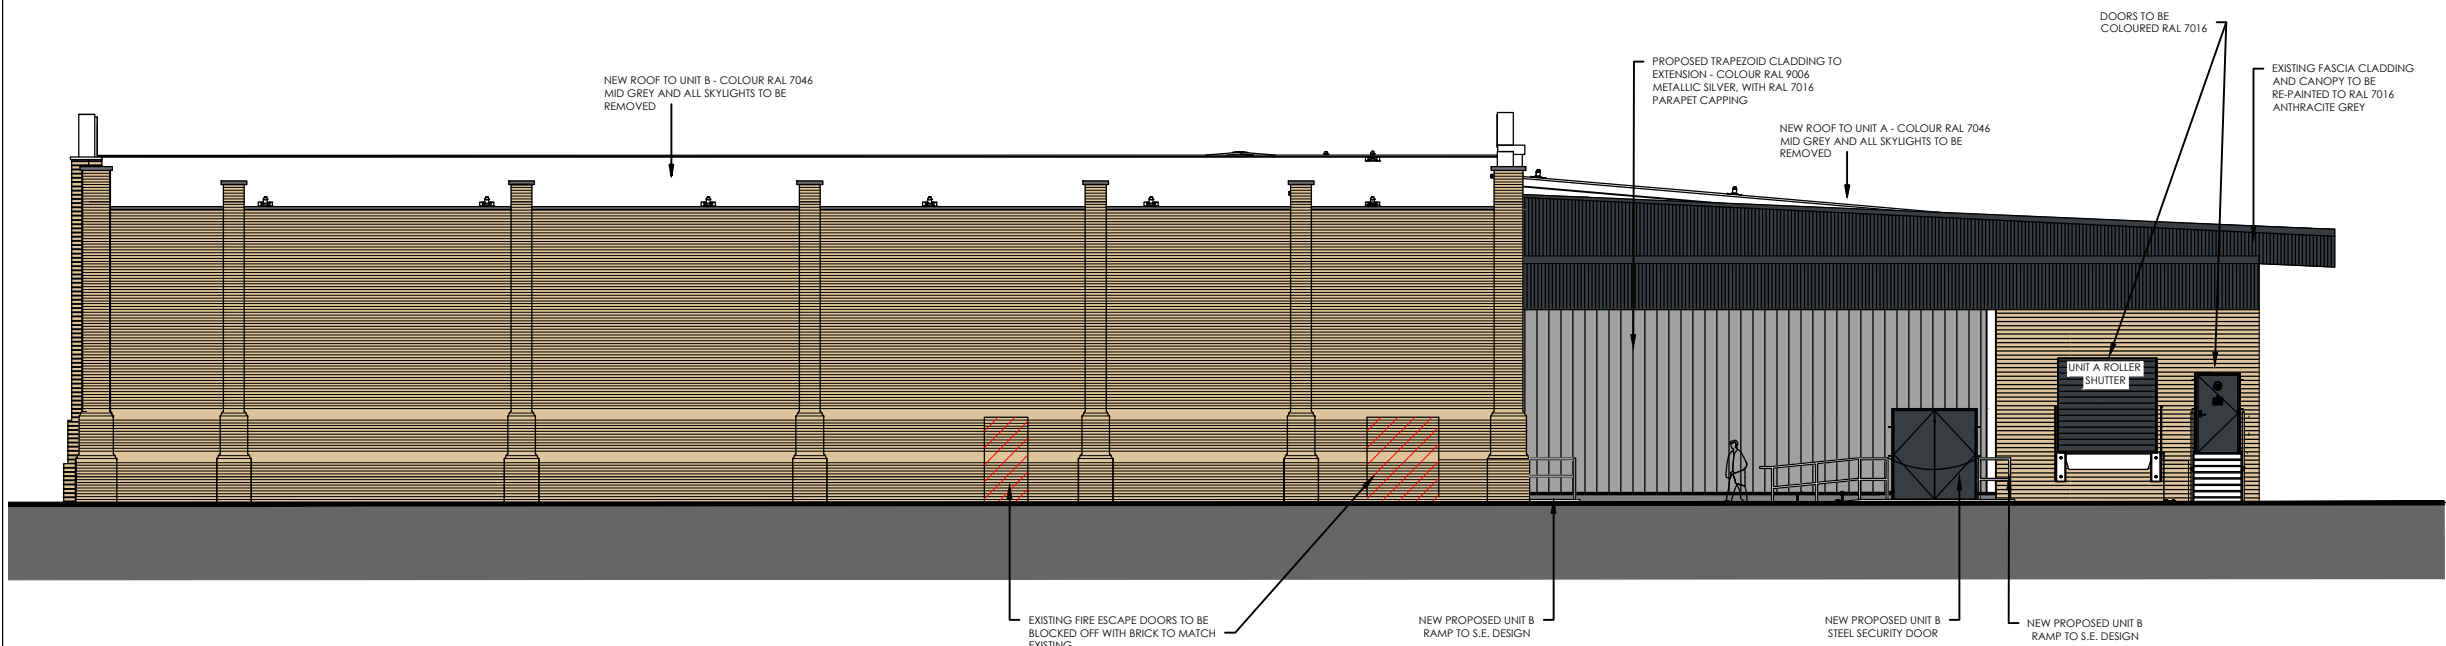 DOORS TO BE
COLOURED RAL 7016
PROPOSED TRAPEZOID CLADDING TO
EXTENSION - COLOUR RAL 9006
METALLIC SILVER, WITH RAL 7016
PARAPET CAPPING
EXISTING FASCIA CLADDING
AND CANOPY TO BE
RE-PAINTED TO RAL 7016
ANTHRACITE GREY
NEW ROOF TO UNIT B - COLOUR RAL 7046
MID GREY AND ALL SKYLIGHTS TO BE
REMOVED
NEW ROOF TO UNIT A - COLOUR RAL 7046
MID GREY AND ALL SKYLIGHTS TO BE
REMOVED
UNIT A ROLLER
SHUTTER
EXISTING FIRE ESCAPE DOORS TO BE
BLOCKED OFF WITH BRICK TO MATCH
EXISTING
NEW PROPOSED UNIT B
RAMP TO S.E. DESIGN
NEW PROPOSED UNIT B
STEEL SECURITY DOOR
NEW PROPOSED UNIT B
RAMP TO S.E. DESIGN